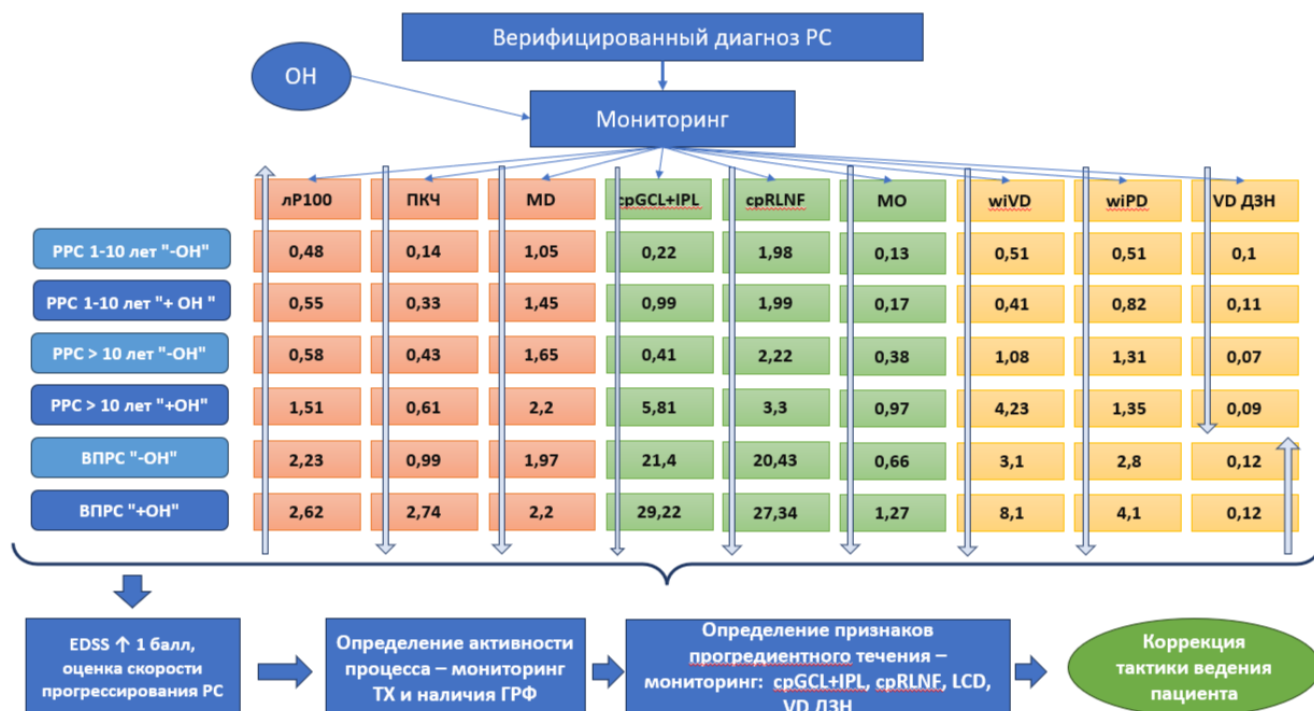 Верифицированный диагноз РС
ОН
Мониторинг
лР100 ПКЧ MD срGCL+IPL cpRLNF МО wiVD wiPD VD ДЗН
РРС 1-10 лет "-ОН" 0,48 0,14 1,05 0,22 1,98 0,13 0,51 0,51 0,1
РРС 1-10 лет "+ ОН " 0,55 0,33 1,45 0,99 1,99 0,17 0,41 0,82 0,11
РРС > 10 лет "-ОН" 0,58 0,43 1,65 0,41 2,22 0,38 1,08 1,31 0,07
РРС > 10 лет "+ОН" 1,51 0,61 2,2 5,81 3,3 0,97 4,23 1,35 0,09
ВПРС "-ОН" 2,23 0,99 1,97 21,4 20,43 0,66 3,1 2,8 0,12
ВПРС "+ОН" 2,62 2,74 2,2 29,22 27,34 1,27 8,1 4,1 0,12
EDSS ↑ 1 балл,
оценка скорости
прогрессирования РС
Определение активности
процесса – мониторинг
ТХ и наличия ГРФ
Определение признаков
прогредиентного течения –
мониторинг: cpGCL+IPL, cpRLNF, LCD,
VD ДЗН
Коррекция
тактики ведения
пациента